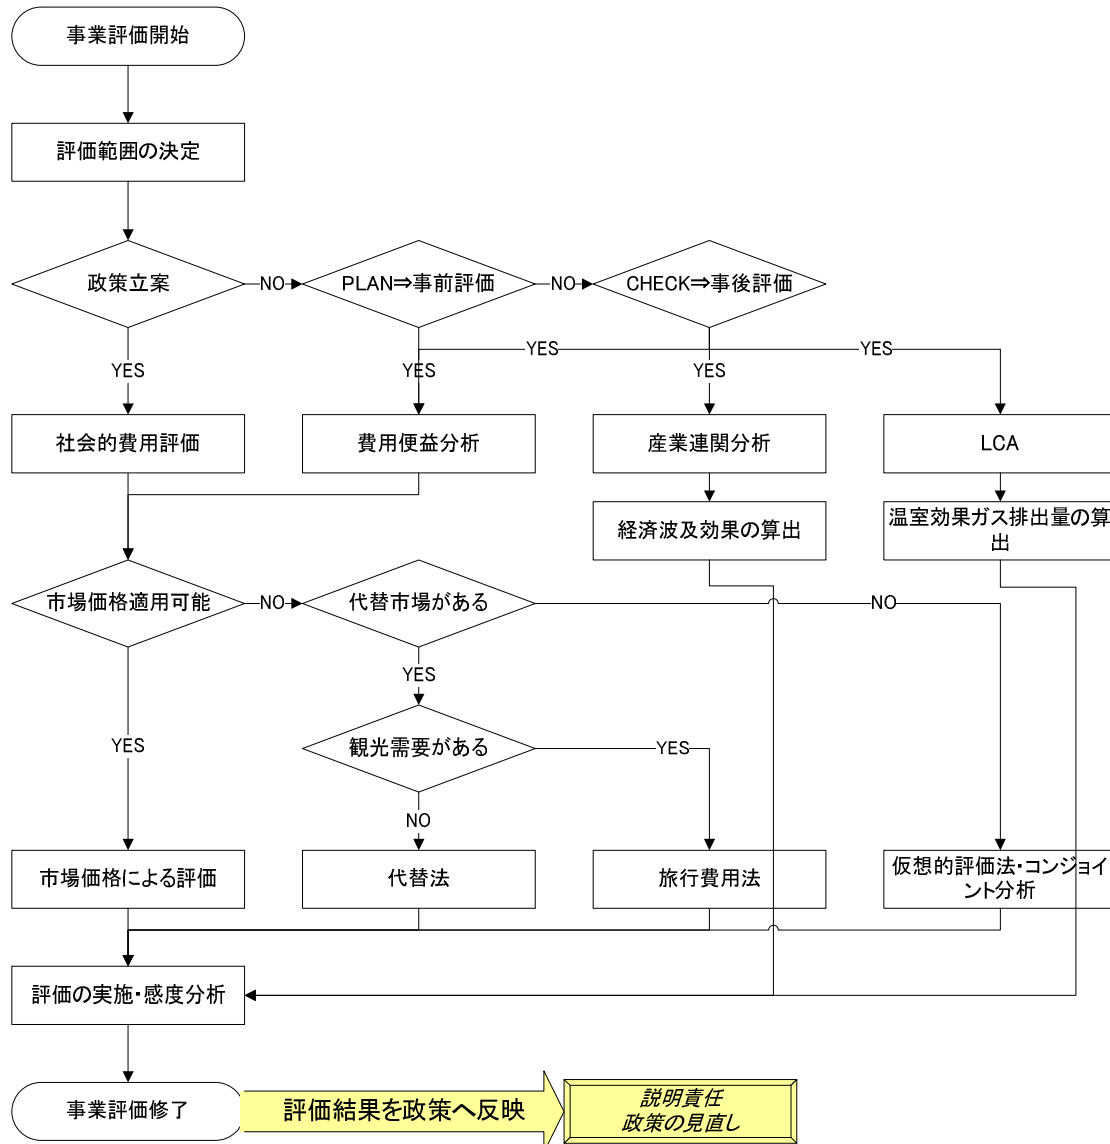 事業評価開始
評価範囲の決定
政策立案
NO
PLAN⇒事前評価
NO
CHECK⇒事後評価
YES
YES
YES
YES
YES
社会的費用評価
費用便益分析
産業連関分析
LCA
経済波及効果の算出
温室効果ガス排出量の算
出
市場価格適用可能
NO
代替市場がある
NO
YES
YES
観光需要がある
YES
NO
市場価格による評価
代替法
旅行費用法
仮想的評価法・コンジョイ
ント分析
評価の実施・感度分析
事業評価修了
評価結果を政策へ反映
説明責任
政策の見直し